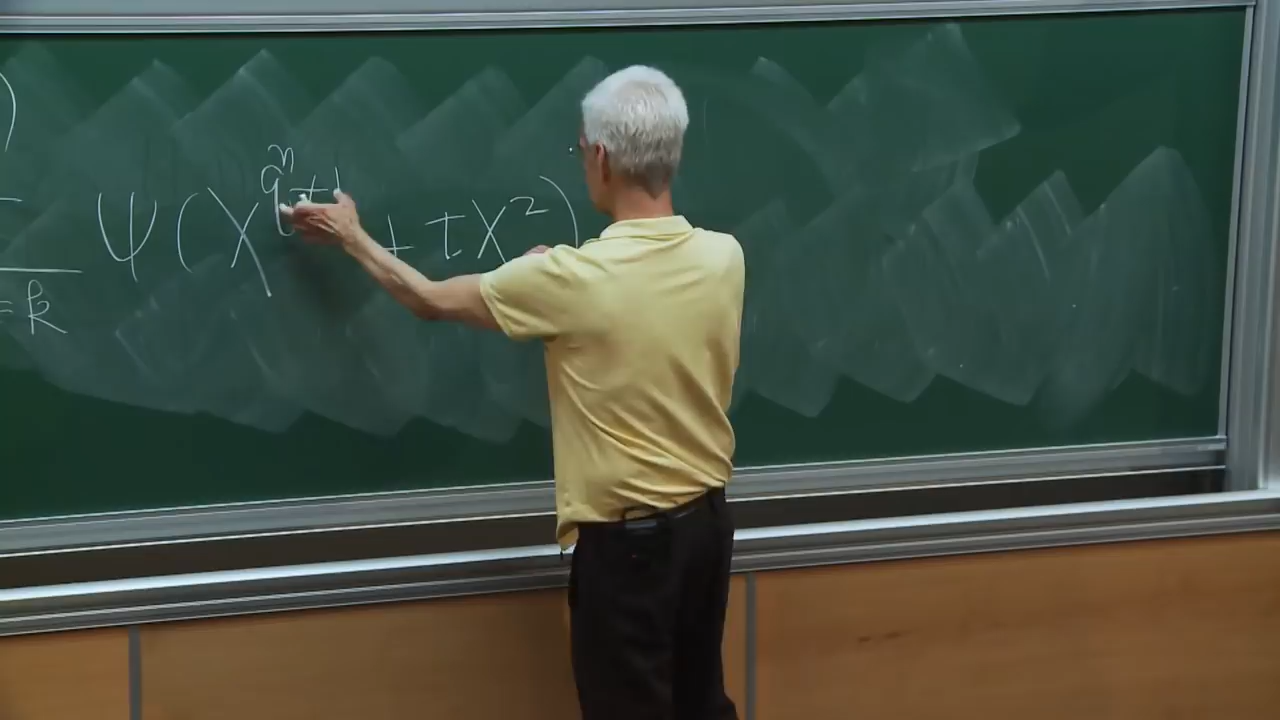 )
ψ(x^{q^n+1} + tx²)
= k